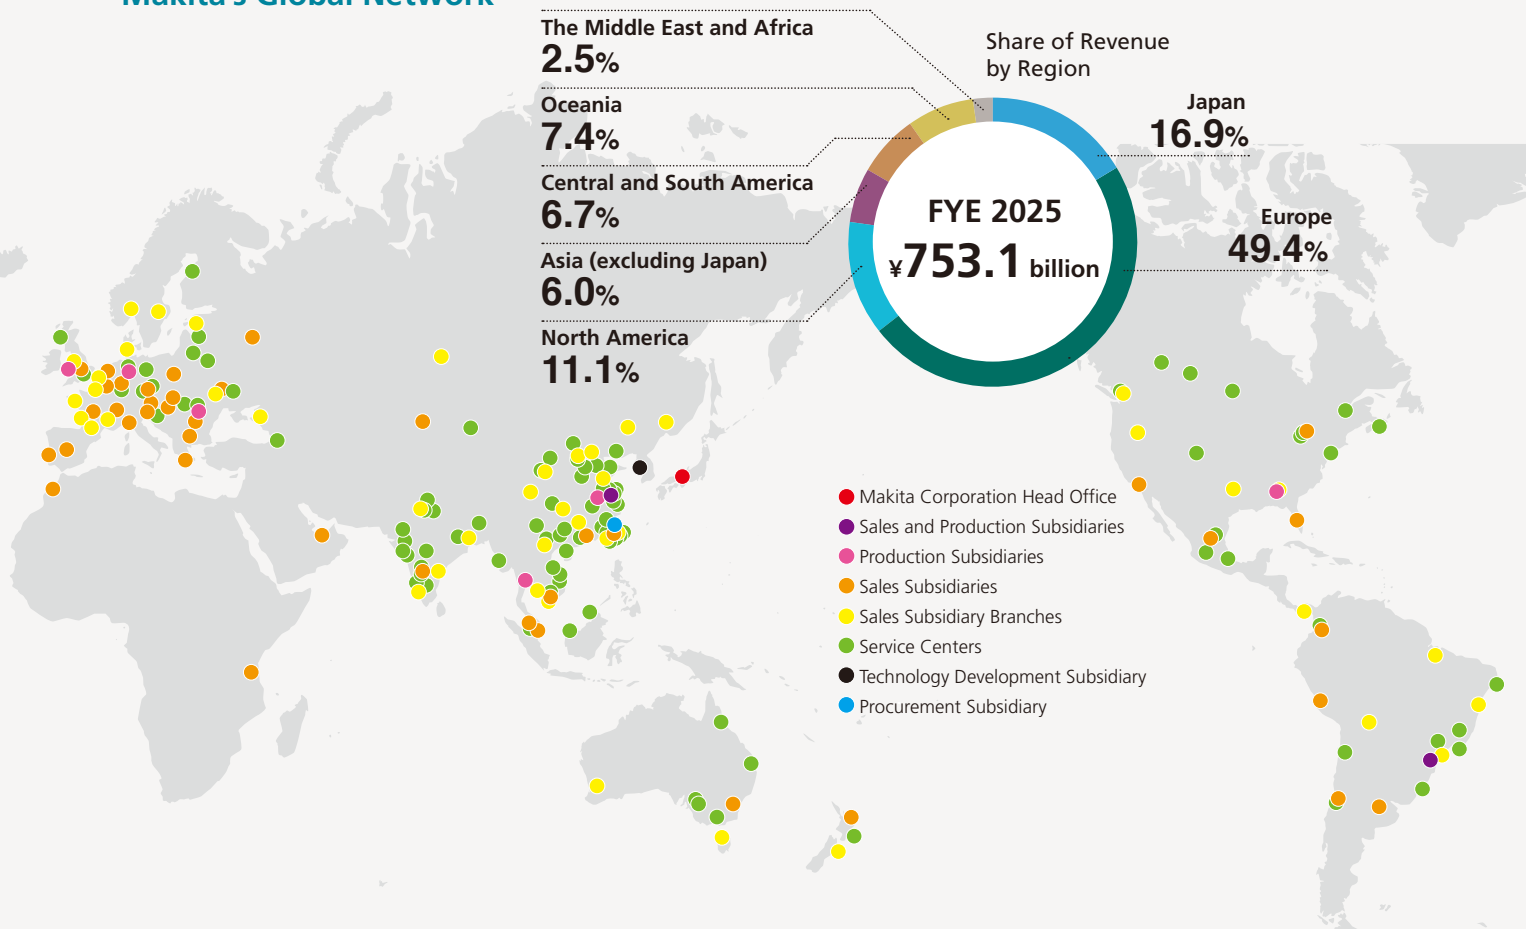 Makita's Global Network
The Middle East and Africa
2.5%
Oceania
7.4%
Central and South America
6.7%
Asia (excluding Japan)
6.0%
North America
11.1%
Share of Revenue
by Region
Japan
16.9%
Europe
49.4%
FYE 2025
¥753.1 billion
Makita Corporation Head Office
Sales and Production Subsidiaries
Production Subsidiaries
Sales Subsidiaries
Sales Subsidiary Branches
Service Centers
Technology Development Subsidiary
Procurement Subsidiary